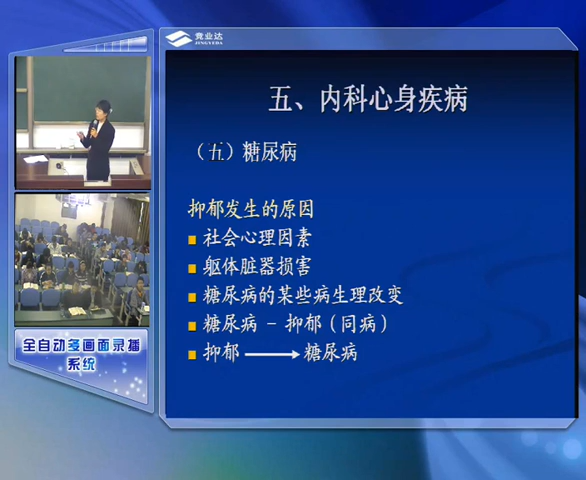 竞业达
JINGYEDA
五、内科心身疾病
（五）糖尿病
抑郁发生的原因
社会心理因素
躯体脏器损害
糖尿病的某些病生理改变
糖尿病 - 抑郁（同病）
抑郁 → 糖尿病
全自动多画面录播
系统